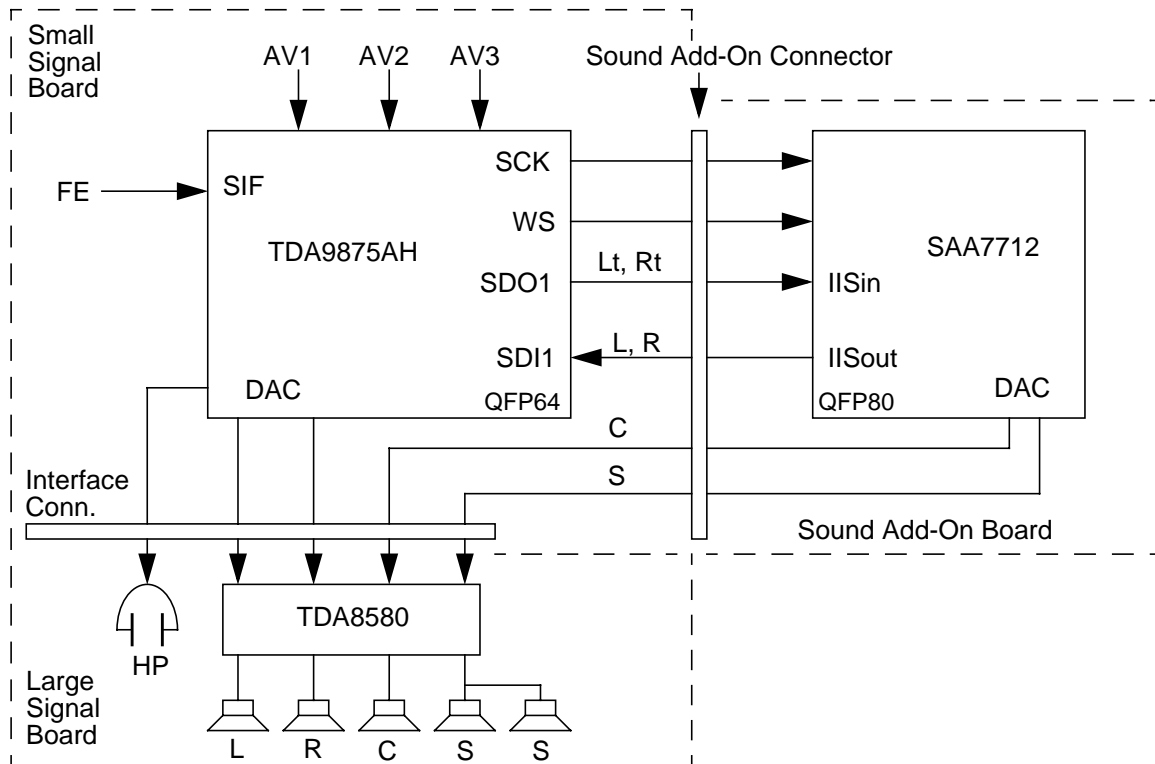 Small
Signal
Board
AV1 AV2 AV3
Sound Add-On Connector
FE
SIF
SCK
WS
TDA9875AH
SDO1
SDI1
DAC
QFP64
Lt, Rt
L, R
SAA7712
IISin
IISout
DAC
QFP80
C
S
Interface
Conn.
Sound Add-On Board
TDA8580
HP
Large
Signal
Board
L R C S S